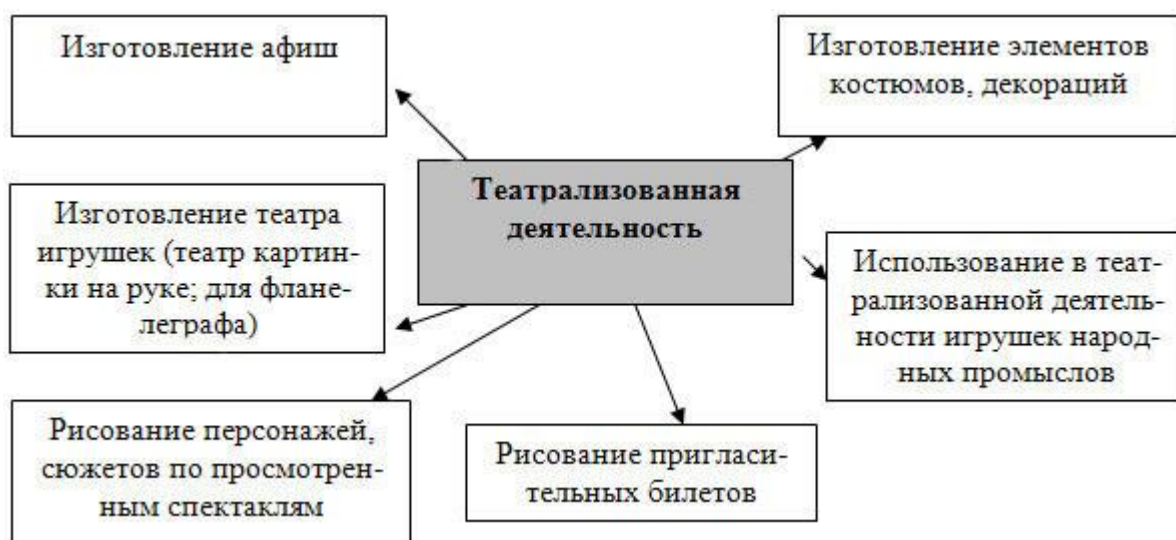 Изготовление афиш
Изготовление элементов
костюмов, декораций
Театрализованная
деятельность
Изготовление театра
игрушек (театр картин-
ки на руке; для флане-
леграфа)
Использование в теат-
рализованной деятель-
ности игрушек народ-
ных промыслов
Рисование персонажей,
сюжетов по просмотрен-
ным спектаклям
Рисование пригласи-
тельных билетов